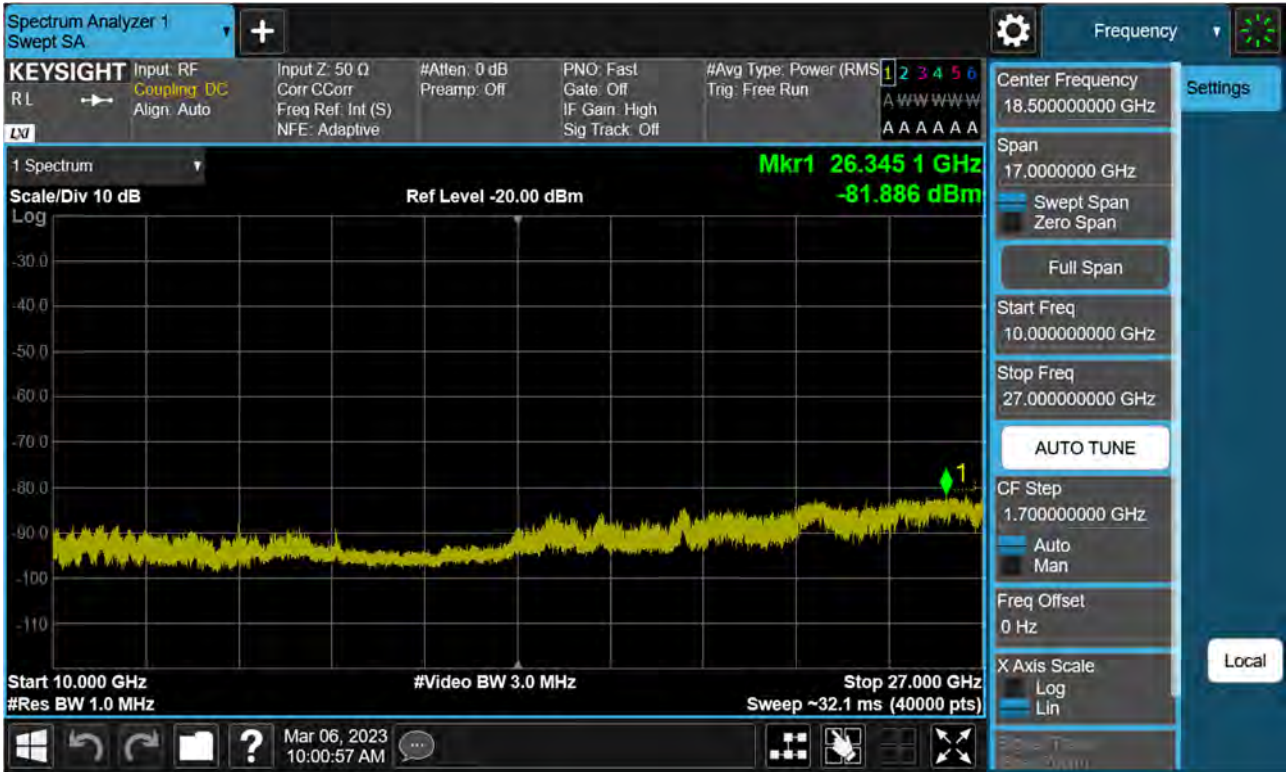 Spectrum Analyzer 1
Swept SA
Frequency
KEYSIGHT
R L
LXI
Input: RF
Coupling: DC
Align: Auto
Input Z: 50 Ω
Corr CCorr
Freq Ref: Int (S)
NFE: Adaptive
#Atten: 0 dB
Preamp: Off
PNO: Fast
Gate: Off
IF Gain: High
Sig Track: Off
#Avg Type: Power (RMS
Trig: Free Run
1 2 3 4 5 6
A W W W W W
A A A A A A
1 Spectrum
Scale/Div 10 dB
Log
Ref Level -20.00 dBm
Mkr1 26.345 1 GHz
-81.886 dBm
-30.0
-40.0
-50.0
-60.0
-70.0
-80.0
-90.0
-100
-110
1
Start 10.000 GHz
#Res BW 1.0 MHz
#Video BW 3.0 MHz
Stop 27.000 GHz
Sweep ~32.1 ms (40000 pts)
Center Frequency
18.500000000 GHz
Span
17.0000000 GHz
Swept Span
Zero Span
Full Span
Start Freq
10.000000000 GHz
Stop Freq
27.000000000 GHz
AUTO TUNE
CF Step
1.700000000 GHz
Auto
Man
Freq Offset
0 Hz
X Axis Scale
Log
Lin
Settings
Local
?
Mar 06, 2023
10:00:57 AM